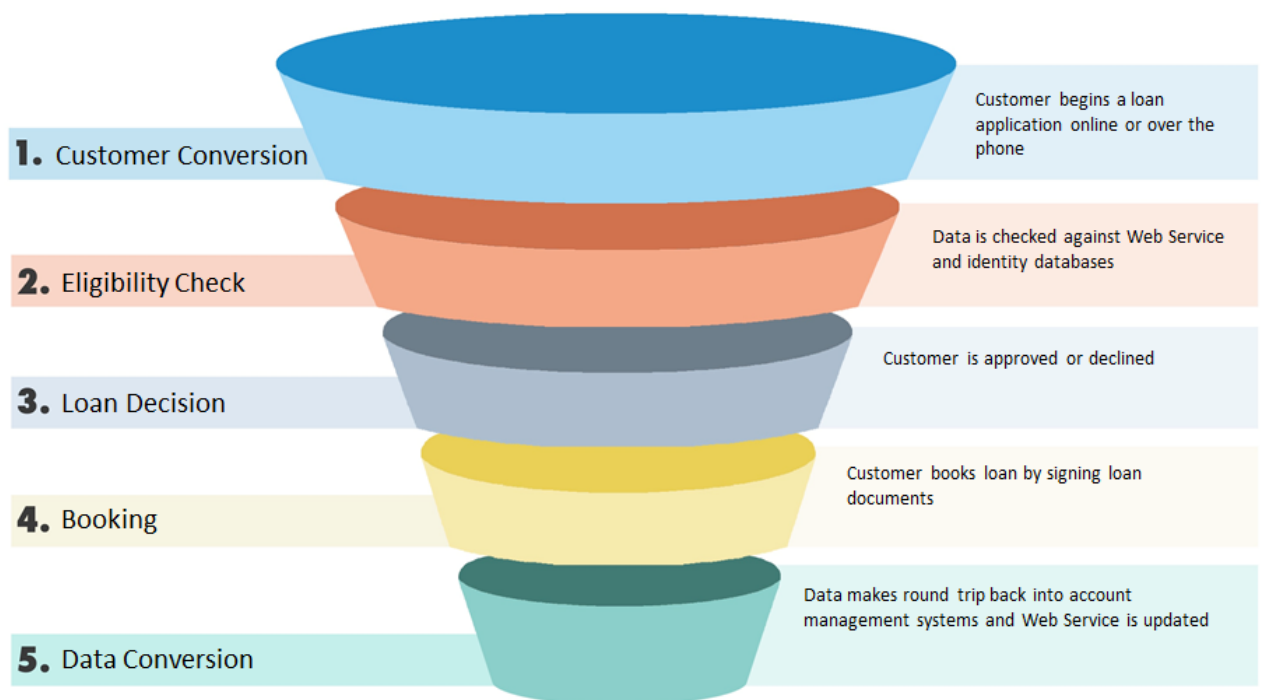 Customer begins a loan
application online or over the
phone
1. Customer Conversion
Data is checked against Web Service
and identity databases
2. Eligibility Check
Customer is approved or declined
3. Loan Decision
Customer books loan by signing loan
documents
4. Booking
Data makes round trip back into account
management systems and Web Service is updated
5. Data Conversion